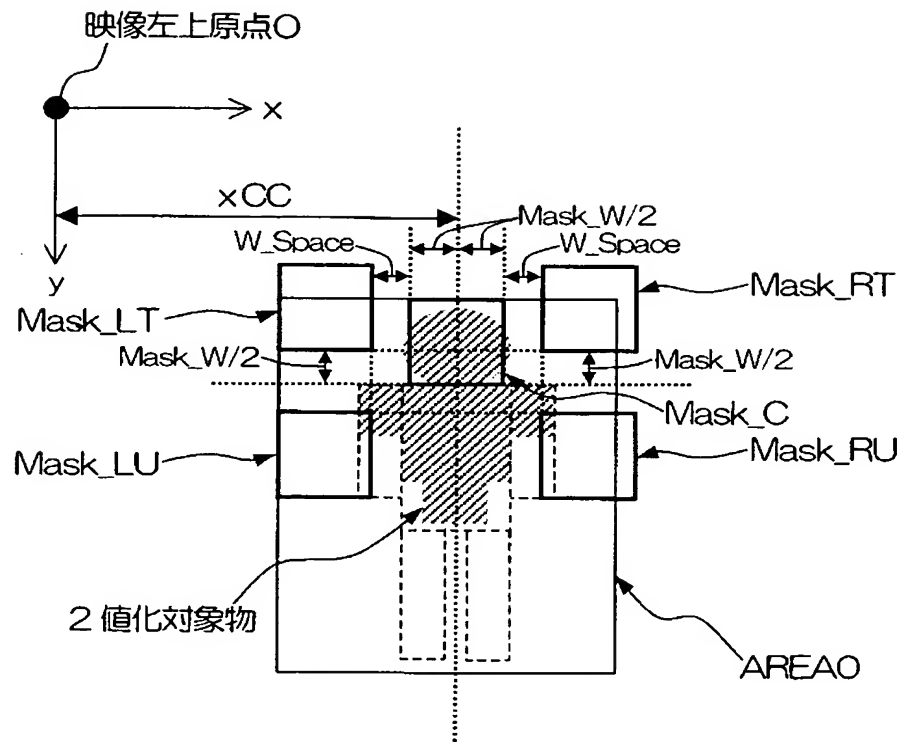 映像左上原点O
x
xCC
Mask_W/2
W_Space
W_Space
y
Mask_RT
Mask_LT
Mask_W/2
Mask_W/2
Mask_C
Mask_LU
Mask_RU
2値化対象物
AREA0